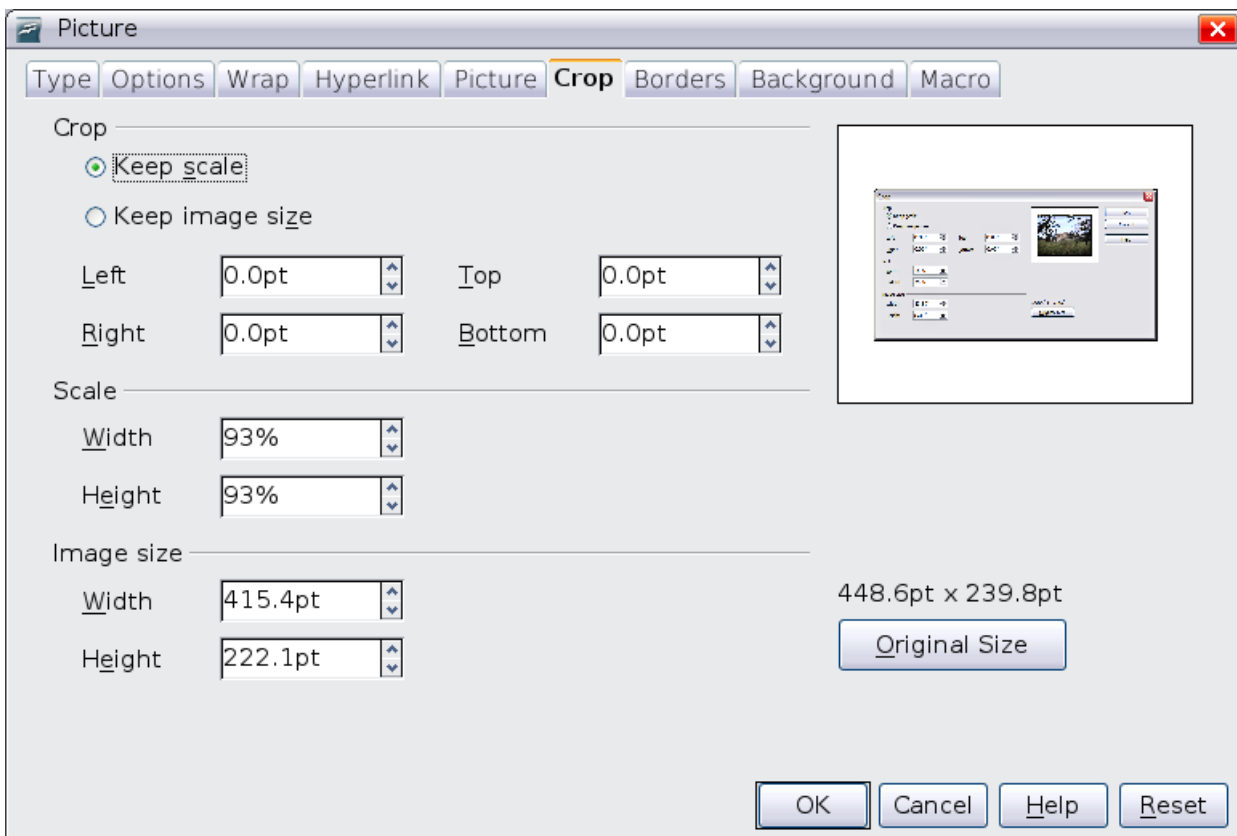 Picture
Type Options Wrap Hyperlink Picture Crop Borders Background Macro
Crop
Keep scale
Keep image size
Left 0.0pt Top 0.0pt
Right 0.0pt Bottom 0.0pt
Scale
Width 93%
Height 93%
Image size
Width 415.4pt
448.6pt x 239.8pt
Height 222.1pt
Original Size
OK Cancel Help Reset